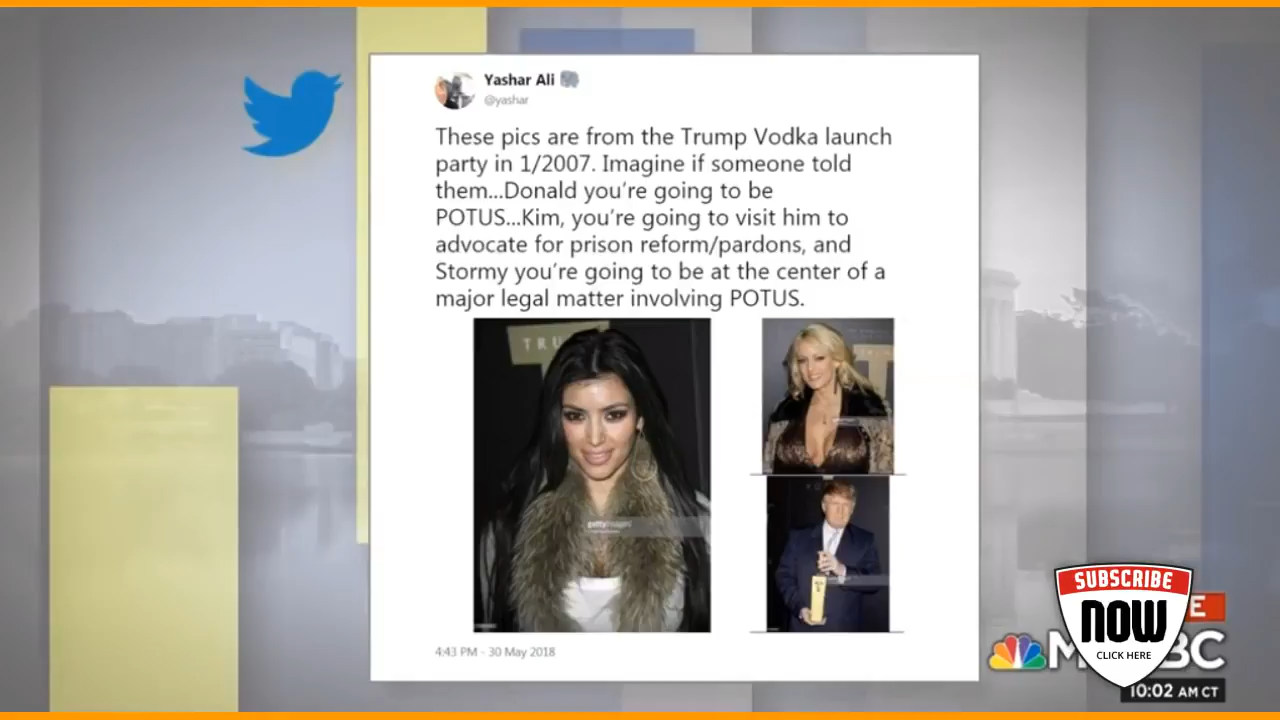 Yashar Ali
@yashar
These pics are from the Trump Vodka launch
party in 1/2007. Imagine if someone told
them...Donald you're going to be
POTUS...Kim, you're going to visit him to
advocate for prison reform/pardons, and
Stormy you're going to be at the center of a
major legal matter involving POTUS.
TRU
gettyimages
4:43 PM - 30 May 2018
SUBSCRIBE
NOW
CLICK HERE
E
M BC
10:02 AM CT